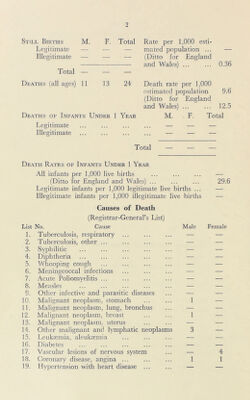 2
STILL BIRTHS M. F. Total Rate per 1,000 esti-
Legitimate — — — mated population ... —
Illegitimate — — — (Ditto for England
and Wales) ... ... 0.36
Total — — —
DEATHS (all ages) 11 13 24 Death rate per 1,000
estimated population 9.6
(Ditto for England
and Wales) ... ... 12.5
DEATHS OF INFANTS UNDER 1 YEAR M. F. Total
Legitimate ... ... ... ... ... — — —
Illegitimate ... ... ... ... ... — — —
Total — — —
DEATH RATES OF INFANTS UNDER 1 YEAR
All infants per 1,000 live births ... ... ... ... —
(Ditto for England and Wales) ... ... ... ... 29.6
Legitimate infants per 1,000 legitimate live births ... —
Illegitimate infants per 1,000 illegitimate live births —
Causes of Death
(Registrar-General's List)
List No. Cause Male Female
1. Tuberculosis, respiratory ... ... ... — —
2. Tuberculosis, other ... ... ... ... — —
3. Syphilitic ... ... ... ... ... — —
4. Diphtheria ... ... ... ... ... — —
5. Whooping cough ... ... ... ... — —
6. Meningococcal infections ... ... ... — —
7. Acute Poliomyelitis ... ... ... ... — —
8. Measles ... ... ... ... ... — —
9. Other infective and parasitic diseases ... — —
10. Malignant neoplasm, stomach ... ... 1 —
11. Malignant neoplasm, lung, bronchus ... — —
12. Malignant neoplasm, breast ... ... 1 —
13. Malignant neoplasm, uterus ... ... — —
14. Other malignant and lymphatic neoplasms 3 —
15. Leukæmia, aleukæmia ... ... ... — —
16. Diabetes ... ... ... ... ... — —
17. Vascular lesions of nervous system ... — 4
18. Coronary disease, angina ... ... ... 1 1
19. Hypertension with heart disease ... ... — —